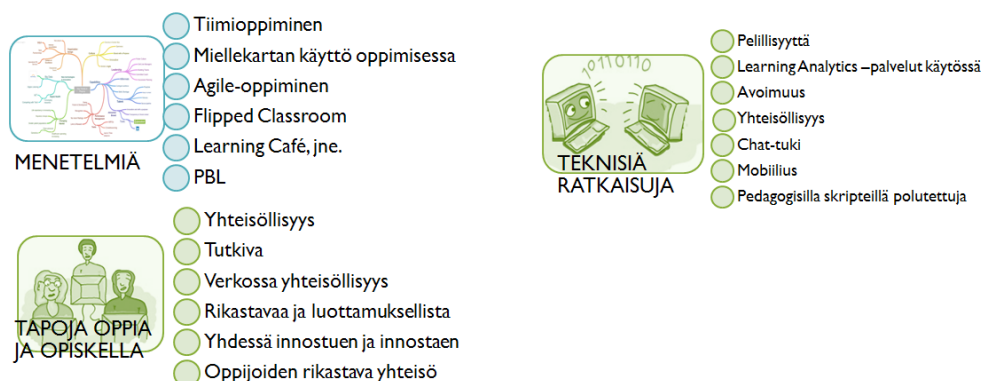 Tiimioppiminen
Miellekartan käyttö oppimisessa
Agile-oppiminen
Flipped Classroom
Learning Café, jne.
PBL
MENETELMIÄ
Yhteisöllisyys
Tutkiva
Verkossa yhteisöllisyys
Rikastavaa ja luottamuksellista
Yhdessä innostuen ja innostaen
Oppijoiden rikastava yhteisö
TAPOJA OPPIA
JA OPISKELLA
10110110
Pelillisyyttä
Learning Analytics –palvelut käytössä
Avoimuus
Yhteisöllisyys
Chat-tuki
Mobiilius
Pedagogisilla skripteillä polutettuja
TEKNISIÄ
RATKAISUJA